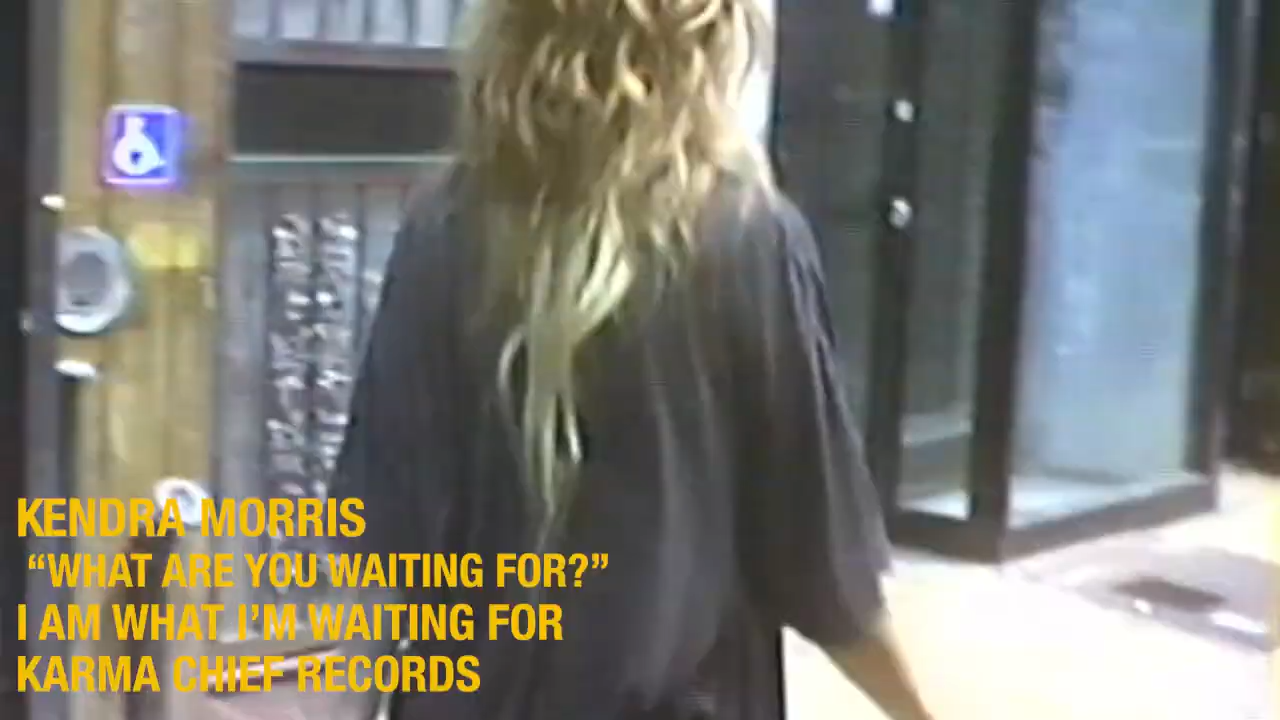 KENDRA MORRIS
“WHAT ARE YOU WAITING FOR?”
I AM WHAT I’M WAITING FOR
KARMA CHIEF RECORDS